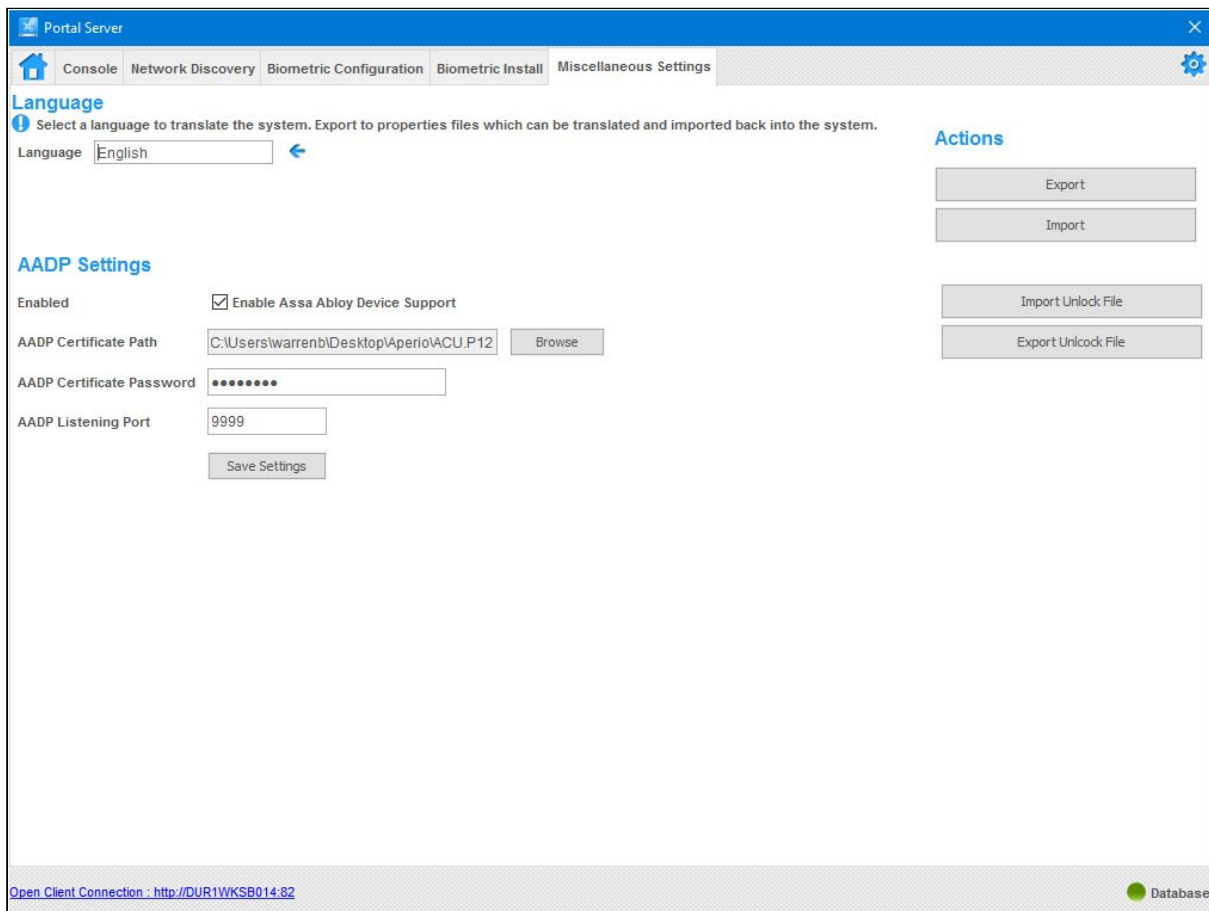 Portal Server
Console Network Discovery Biometric Configuration Biometric Install Miscellaneous Settings
Language
Select a language to translate the system. Export to properties files which can be translated and imported back into the system.
Language English
Actions
Export
Import
AADP Settings
Enabled Enable Assa Abloy Device Support
Import Unlock File
AADP Certificate Path C:\Users\warrenb\Desktop\Aperio\ACU.P12 Browse
Export Unlcock File
AADP Certificate Password ••••••••
AADP Listening Port 9999
Save Settings
Open Client Connection : http://DUR1WKSB014:82
Database